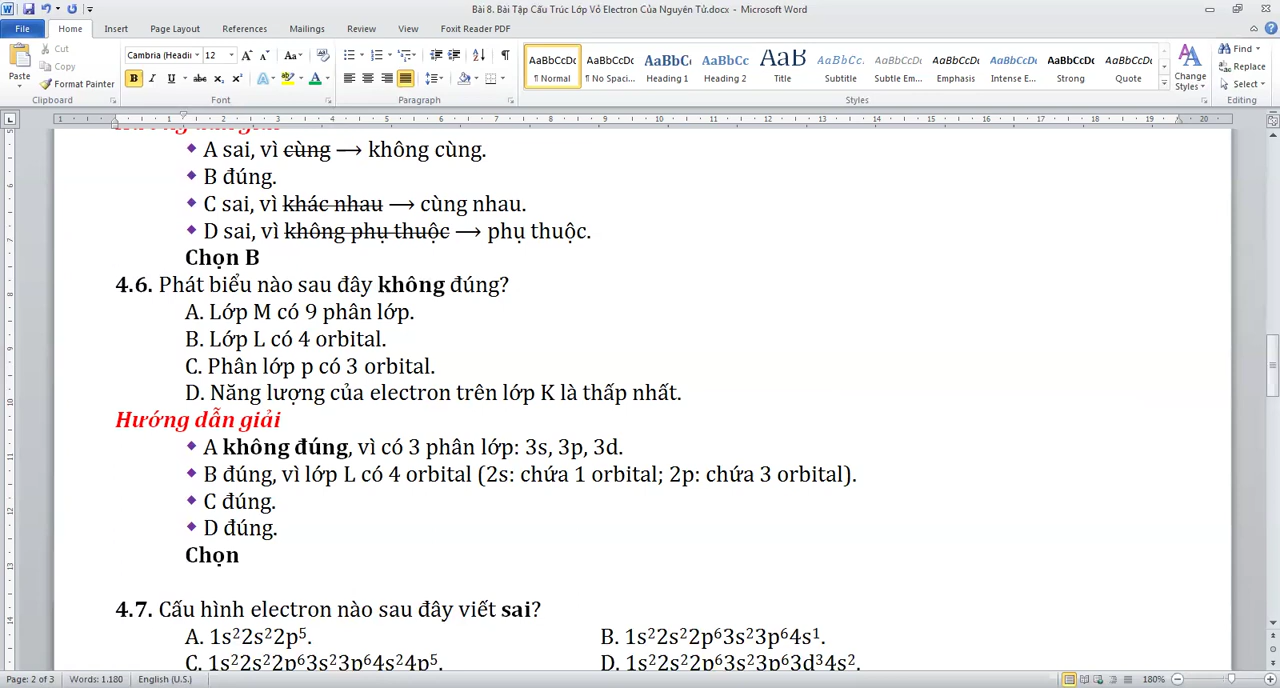 Bài 8. Bài Tập Cấu Trúc Lớp Vỏ Electron Của Nguyên Tử.docx - Microsoft Word
File Home Insert Page Layout References Mailings Review View Foxit Reader PDF
Cut
Copy
Format Painter
Paste
Clipboard
Cambria (Headi 12
B I U abc x₂ x²
Font
Paragraph
AaBbCcDc AaBbCcDc AaBbCc AaBbCc AaB AaBbCc. AaBbCcDc AaBbCcDc AaBbCcDc AaBbCcDc AaBbCcDc
¶ Normal ¶ No Spaci... Heading 1 Heading 2 Title Subtitle Subtle Em... Emphasis Intense E... Strong Quote
Styles
Change Styles
Find
Replace
Select
Editing
A sai, vì cùng ⟶ không cùng.
B đúng.
C sai, vì khác nhau ⟶ cùng nhau.
D sai, vì không phụ thuộc ⟶ phụ thuộc.
Chọn B
4.6. Phát biểu nào sau đây không đúng?
A. Lớp M có 9 phân lớp.
B. Lớp L có 4 orbital.
C. Phân lớp p có 3 orbital.
D. Năng lượng của electron trên lớp K là thấp nhất.
Hướng dẫn giải
A không đúng, vì có 3 phân lớp: 3s, 3p, 3d.
B đúng, vì lớp L có 4 orbital (2s: chứa 1 orbital; 2p: chứa 3 orbital).
C đúng.
D đúng.
Chọn
4.7. Cấu hình electron nào sau đây viết sai?
A. 1s²2s²2p⁵. B. 1s²2s²2p⁶3s²3p⁶4s¹.
C. 1s²2s²2p⁶3s²3p⁶4s²4p⁵. D. 1s²2s²2p⁶3s²3p⁶3d³4s².
Page: 2 of 3 Words: 1.180 English (U.S.) 180%